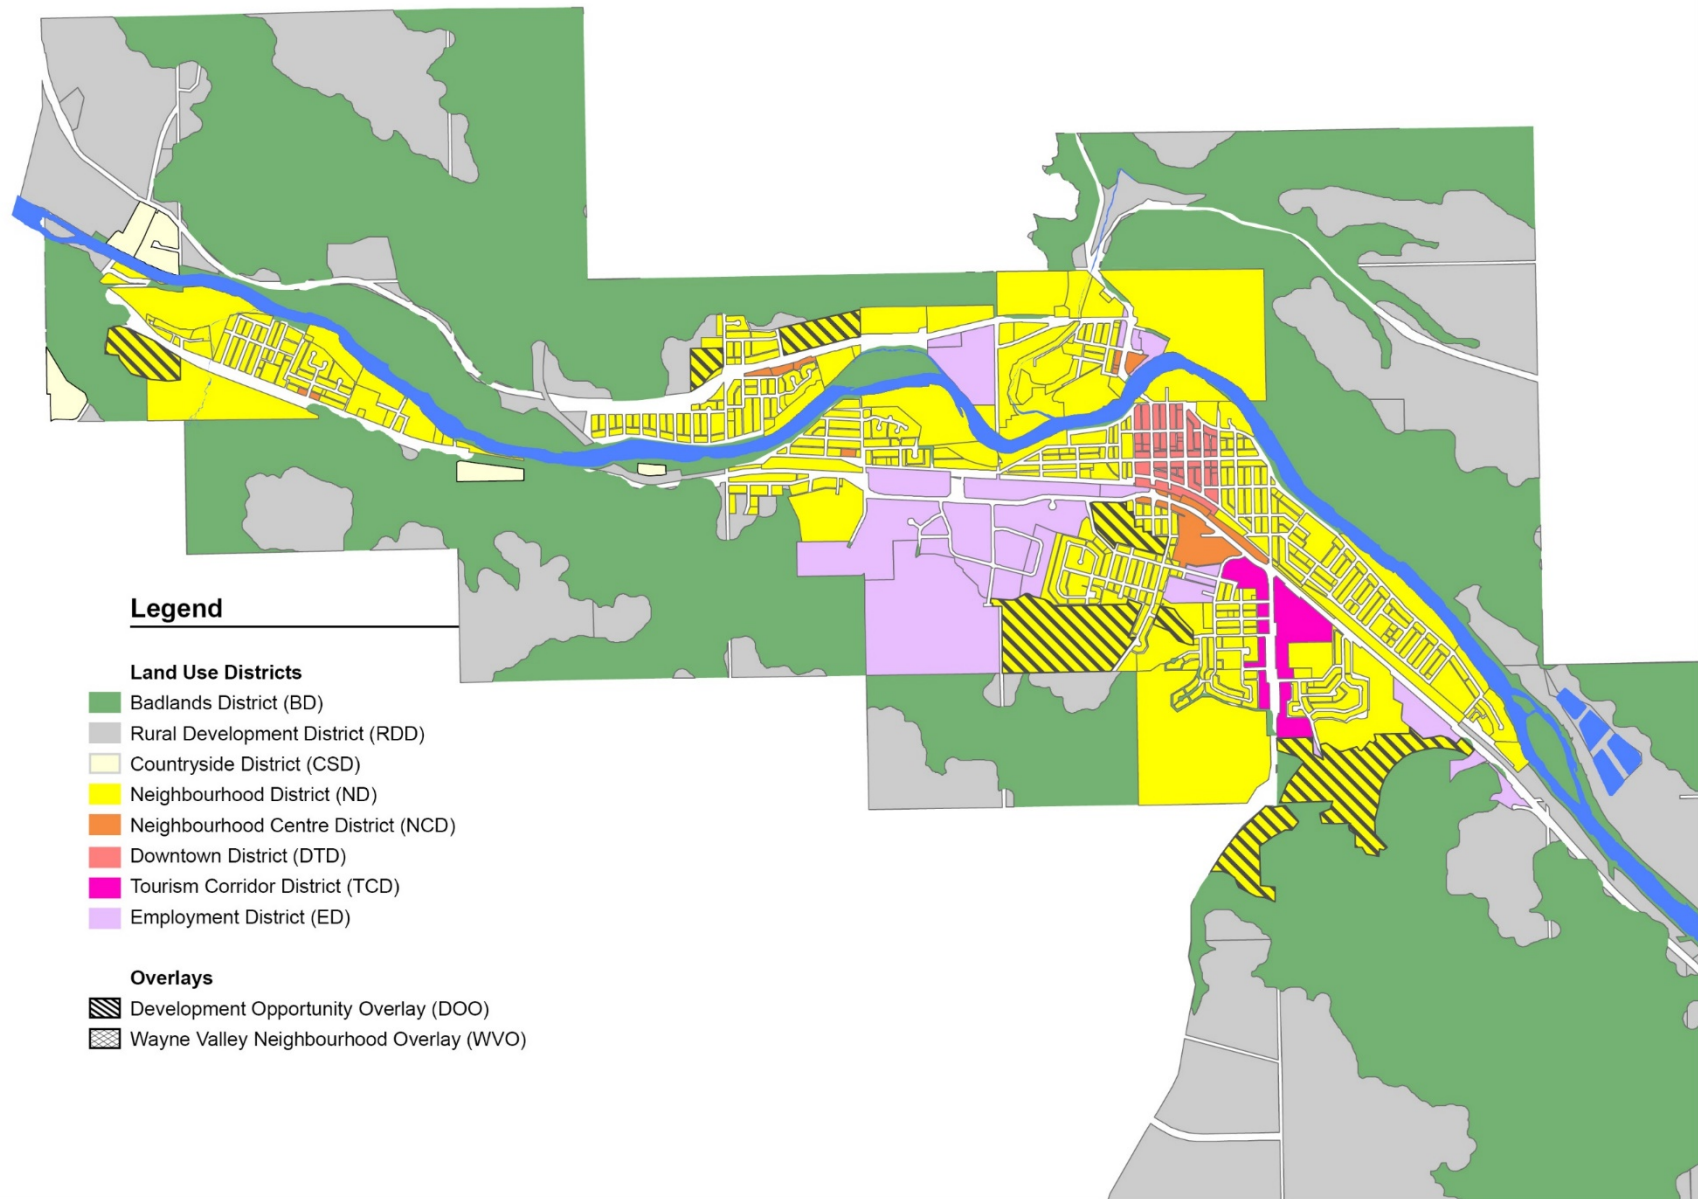 Legend
Land Use Districts
Badlands District (BD)
Rural Development District (RDD)
Countryside District (CSD)
Neighbourhood District (ND)
Neighbourhood Centre District (NCD)
Downtown District (DTD)
Tourism Corridor District (TCD)
Employment District (ED)
Overlays
Development Opportunity Overlay (DOO)
Wayne Valley Neighbourhood Overlay (WVO)